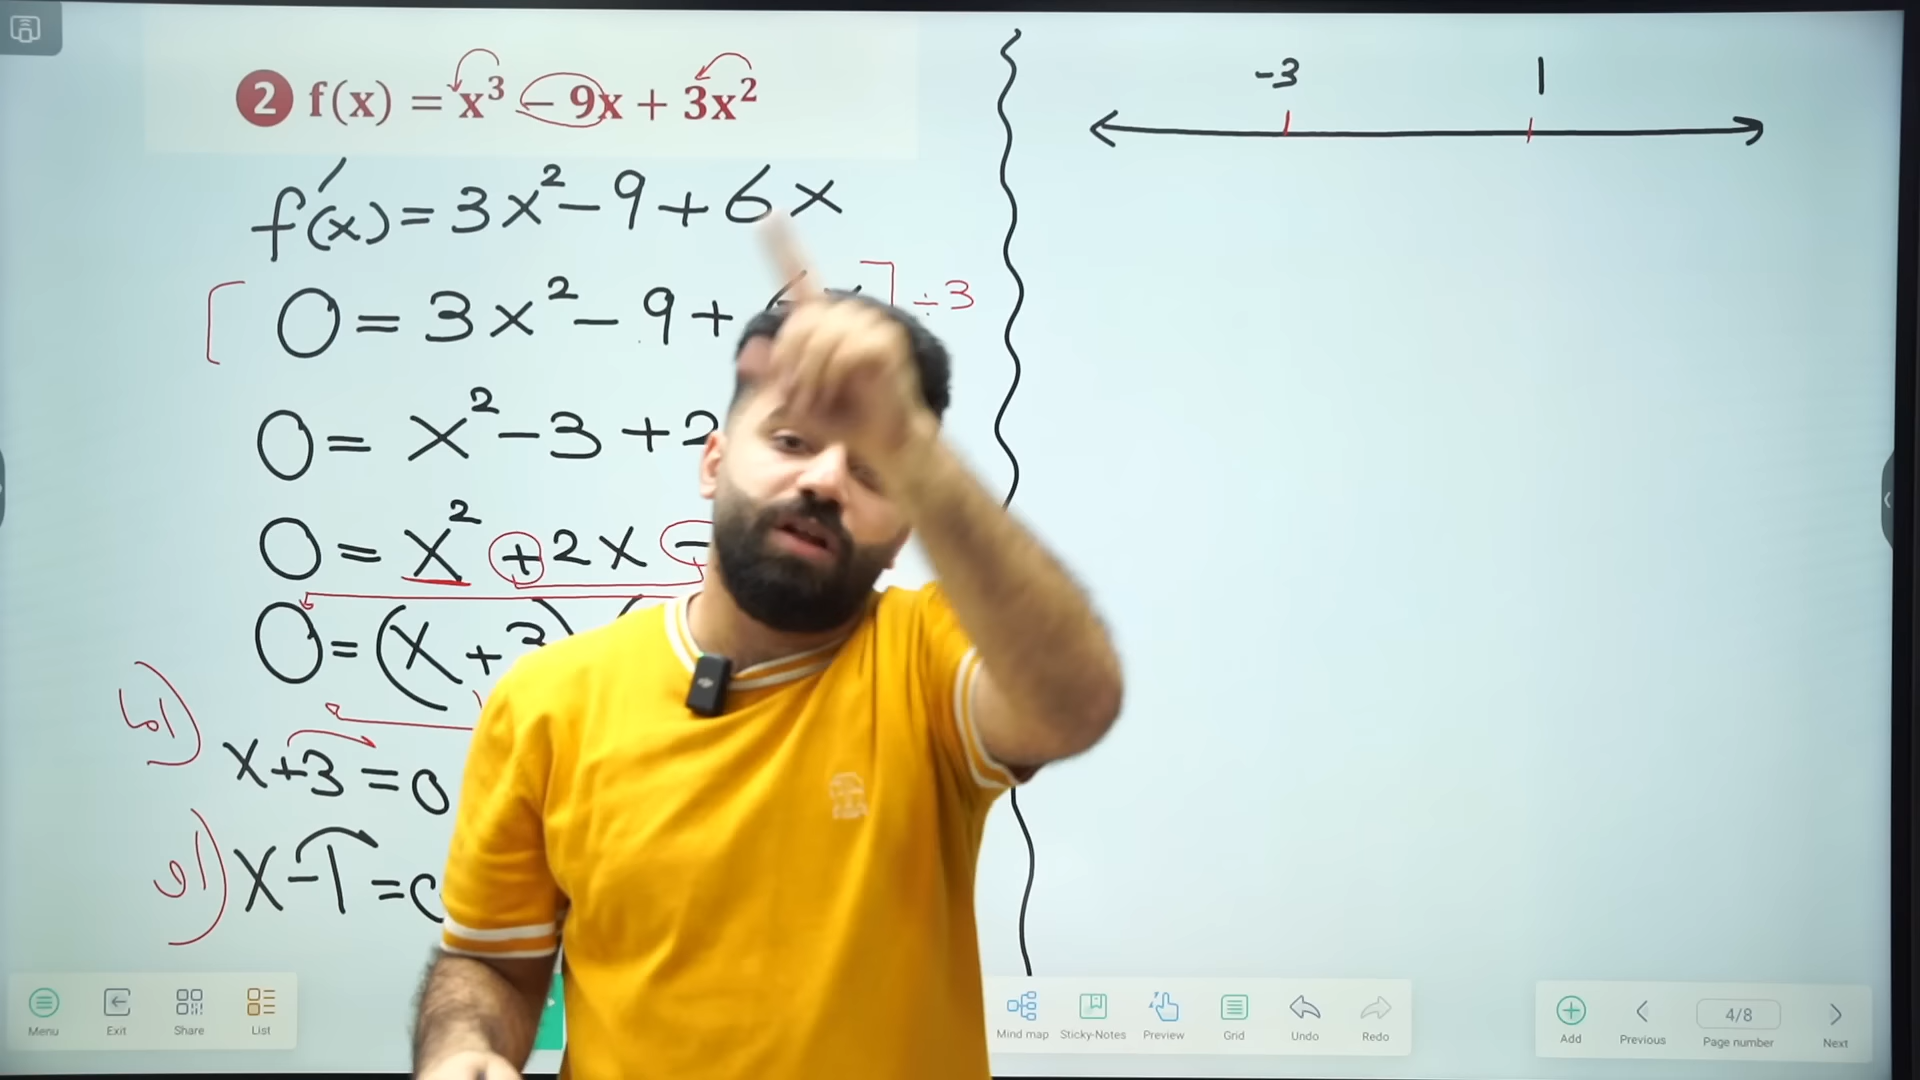 2 f(x) = x³ − 9x + 3x²
f′(x) = 3x² − 9 + 6x
0 = 3x² − 9 +
÷3
0 = x² − 3 + 2
0 = x² + 2x −
0 = (x + 3) (
اما) x + 3 = 0
او) x − 1 =
-3 1
Menu Exit Share List
Mind map Sticky-Notes Preview Grid Undo Redo
Add Previous 4/8 Page number Next